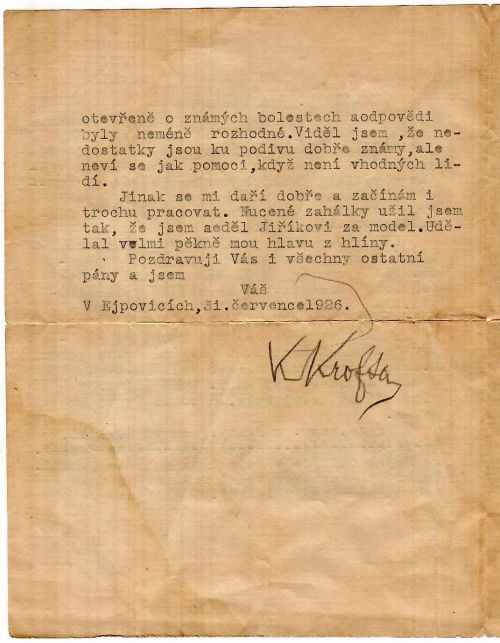 otevřeně o známých bolestech aodpovědi
byly neméně rozhodné.Viděl jsem ,že ne-
dostatky jsou ku podivu dobře známy,ale
neví se jak pomoci,když není vhodných li-
dí.
Jinak se mi daří dobře a začínám i
trochu pracovat. Nucené zahálky užil jsem
tak, že jsem seděl Jiříkovi za model.Udě-
lal velmi pěkně mou hlavu z hlíny.
Pozdravuji Vás i všechny ostatní
pány a jsem
Váš
V Ejpovicích,31.července1926.
K Krofta